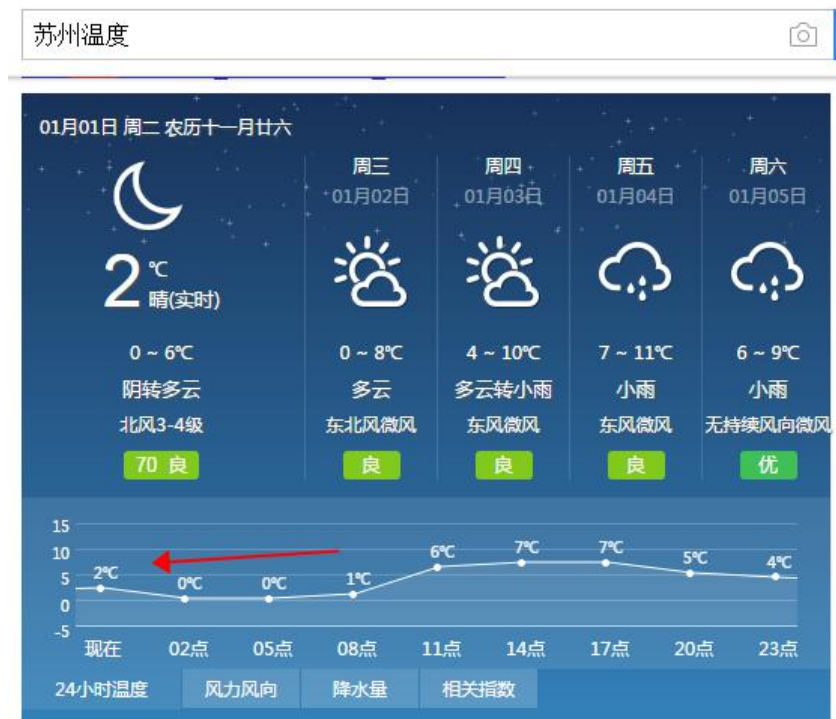 苏州温度
01月01日 周二 农历十一月廿六
2℃
晴(实时)
0 ~ 6℃
阴转多云
北风3-4级
70 良
周三
01月02日
0 ~ 8℃
多云
东北风微风
良
周四
01月03日
4 ~ 10℃
多云转小雨
东风微风
良
周五
01月04日
7 ~ 11℃
小雨
东风微风
良
周六
01月05日
6 ~ 9℃
小雨
无持续风向微风
优
15
10
5
0
-5
2℃ 0℃ 0℃ 1℃ 6℃ 7℃ 7℃ 5℃ 4℃
现在 02点 05点 08点 11点 14点 17点 20点 23点
24小时温度 风力风向 降水量 相关指数